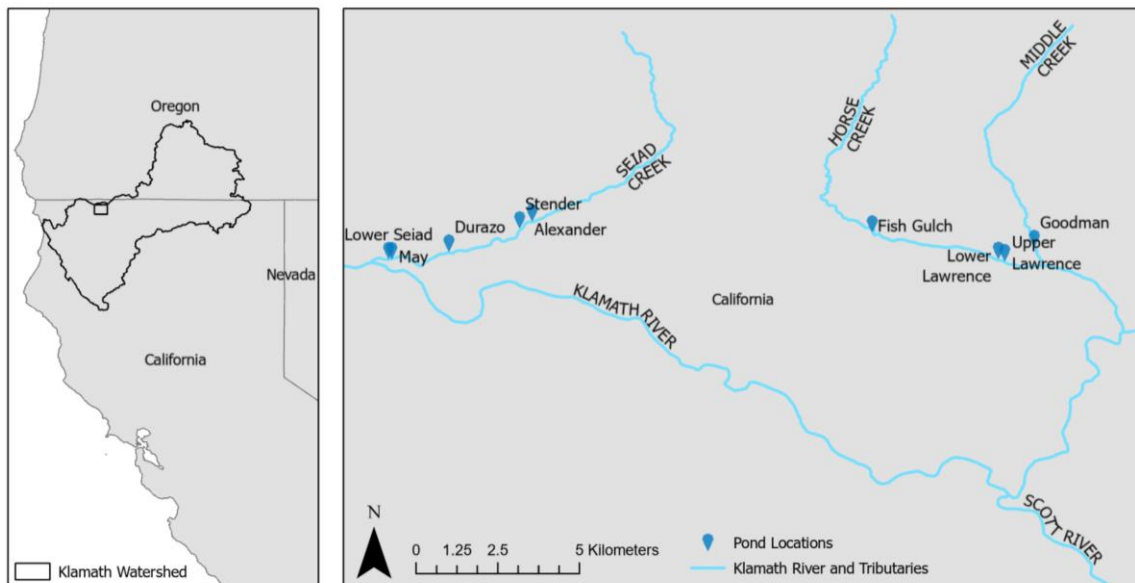 Oregon
Nevada
California
Klamath Watershed
MIDDLE
CREEK
HORSE
CREEK
SEIAD
CREEK
Stender
Alexander
Durazo
Lower Seiad
May
Fish Gulch
Goodman
Upper
Lawrence
Lower
Lawrence
California
KLAMATH RIVER
SCOTT RIVER
N
0 1.25 2.5 5 Kilometers
Pond Locations
Klamath River and Tributaries